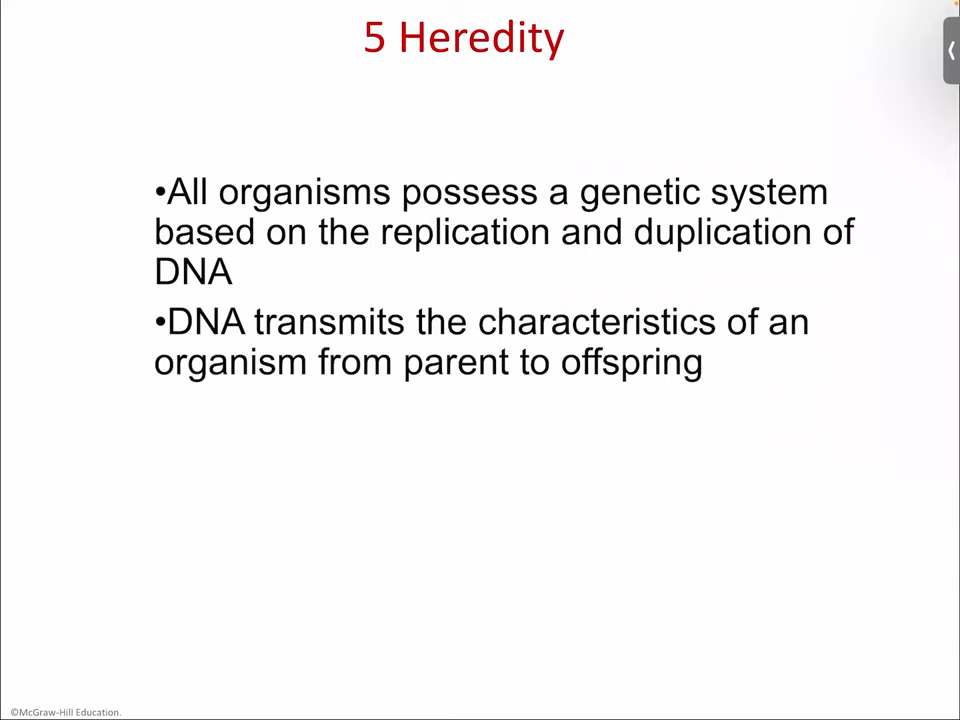 5 Heredity
•All organisms possess a genetic system
based on the replication and duplication of
DNA
•DNA transmits the characteristics of an
organism from parent to offspring
©McGraw-Hill Education.